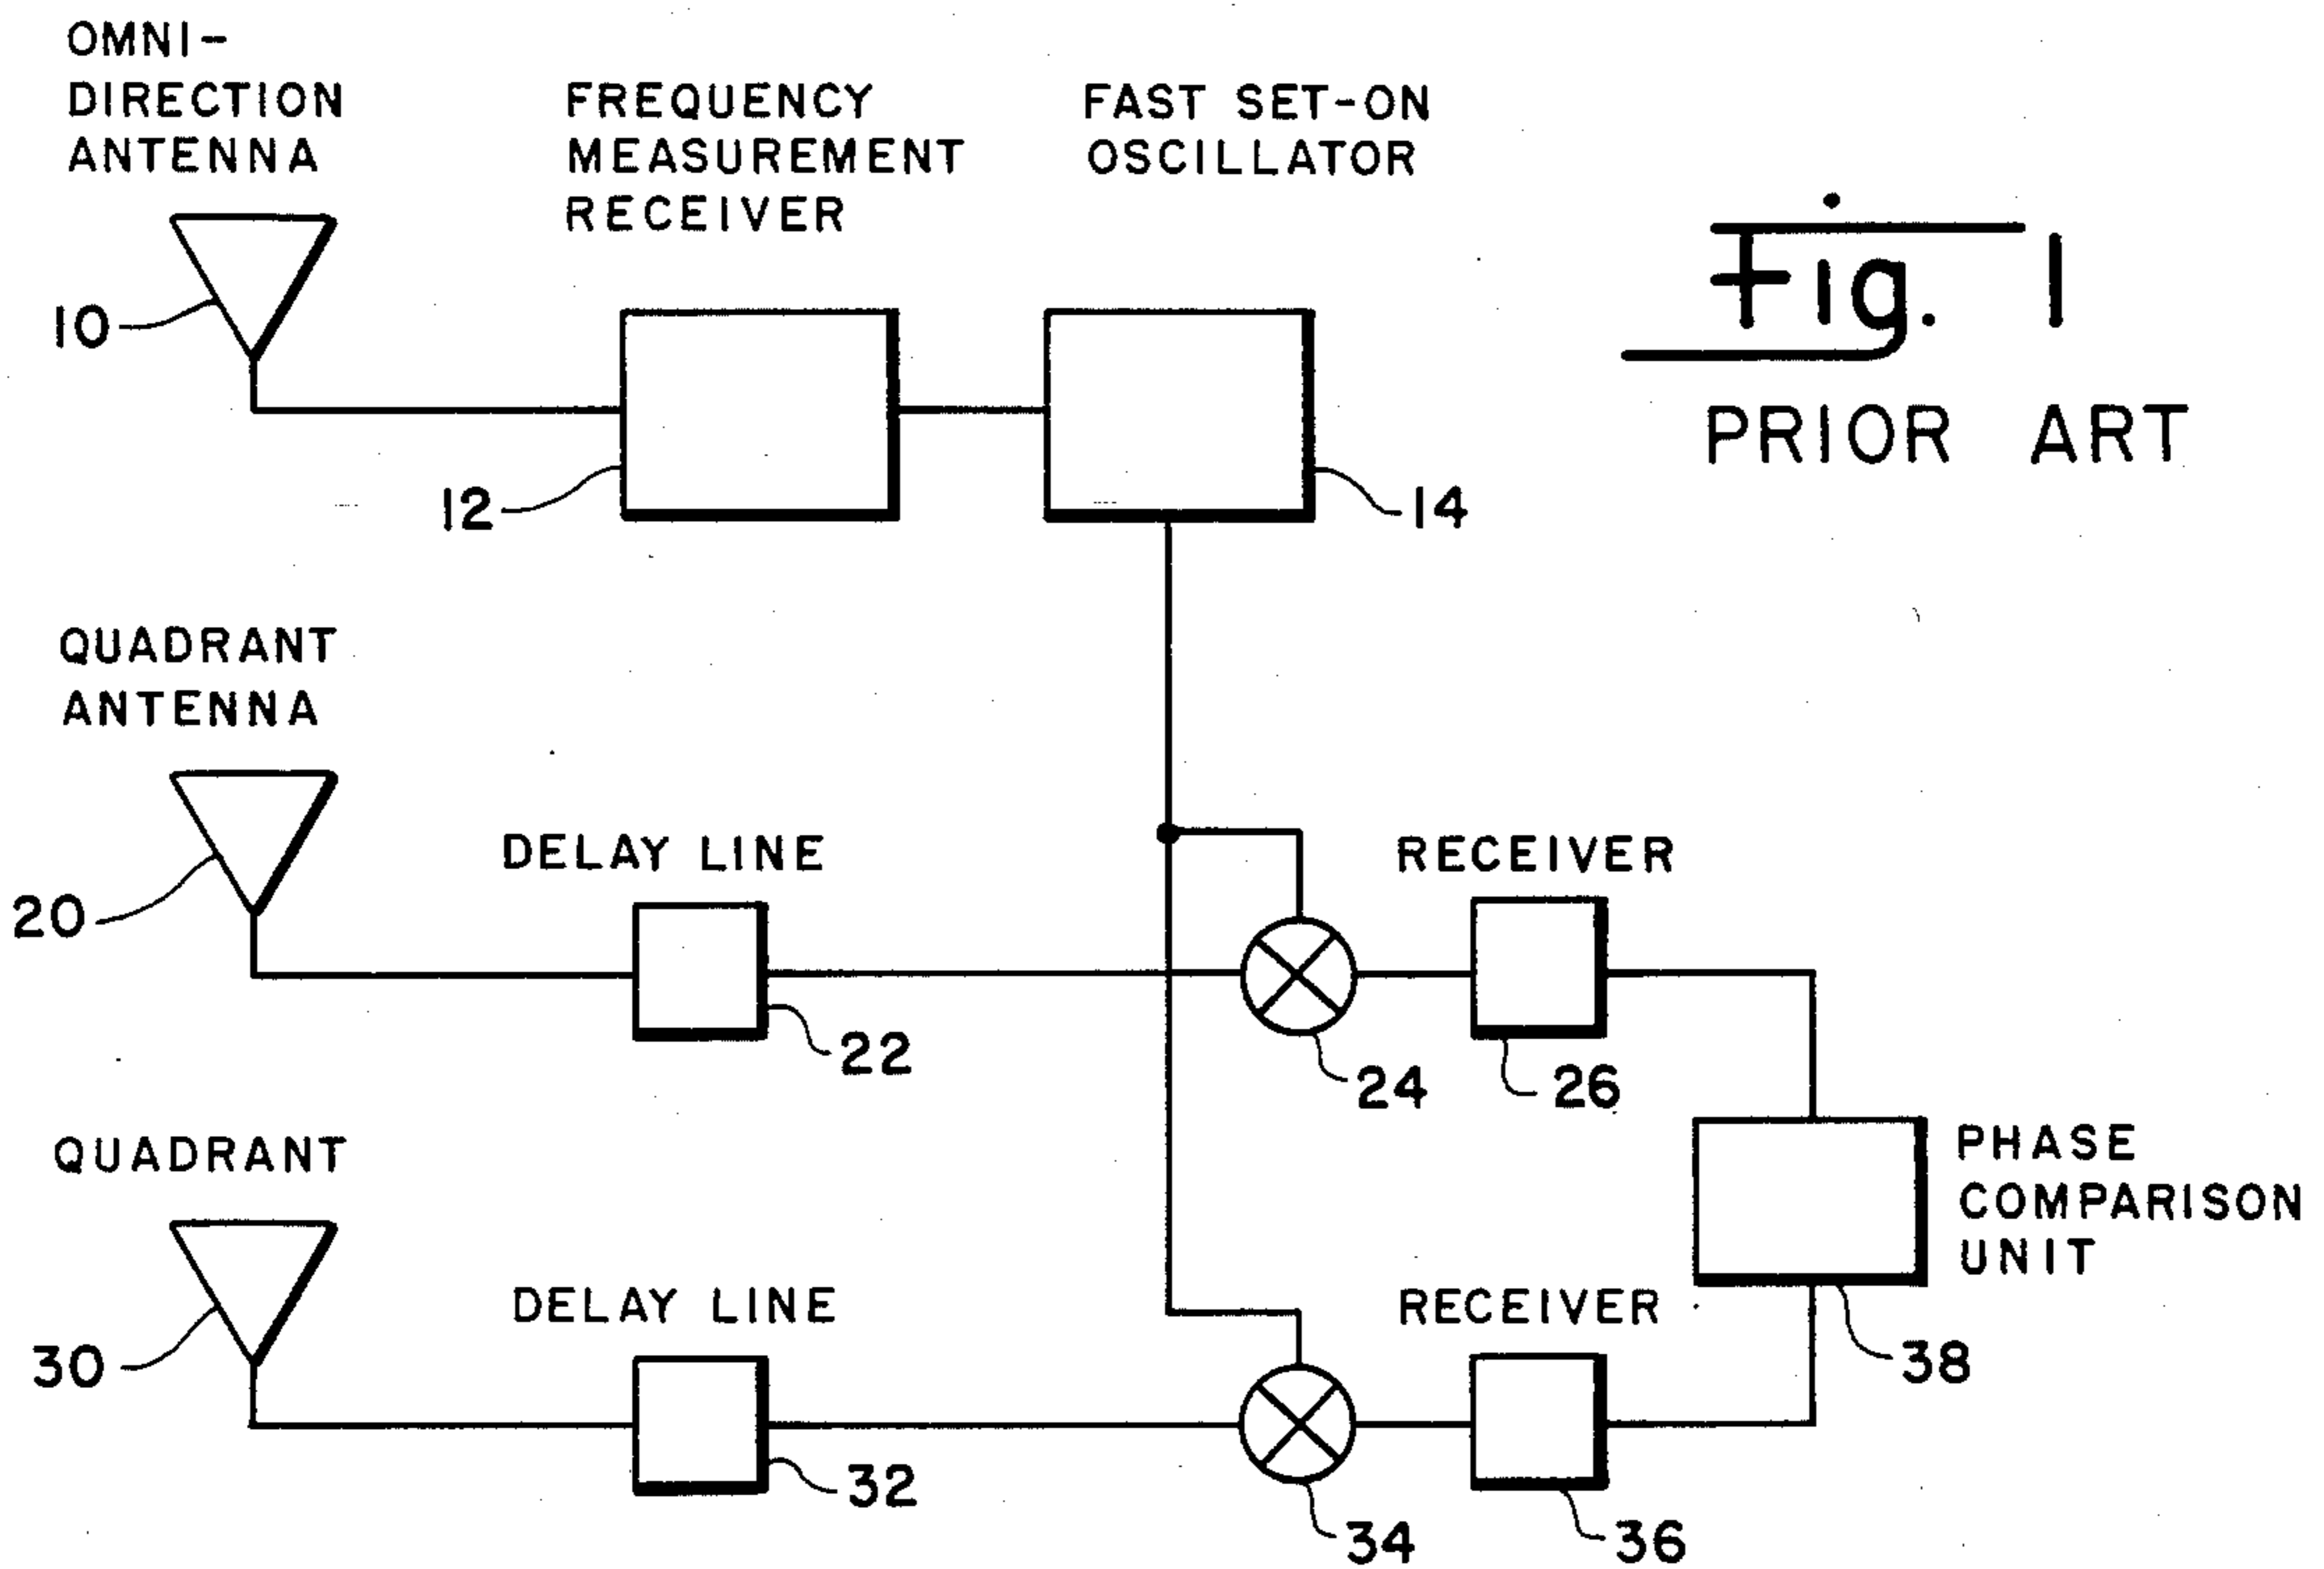 OMNI-
DIRECTION
ANTENNA
FREQUENCY
MEASUREMENT
RECEIVER
FAST SET-ON
OSCILLATOR
Fig. 1
PRIOR ART
10
12
14
QUADRANT
ANTENNA
20
DELAY LINE
22
24
RECEIVER
26
QUADRANT
30
DELAY LINE
32
34
RECEIVER
36
PHASE
COMPARISON
UNIT
38